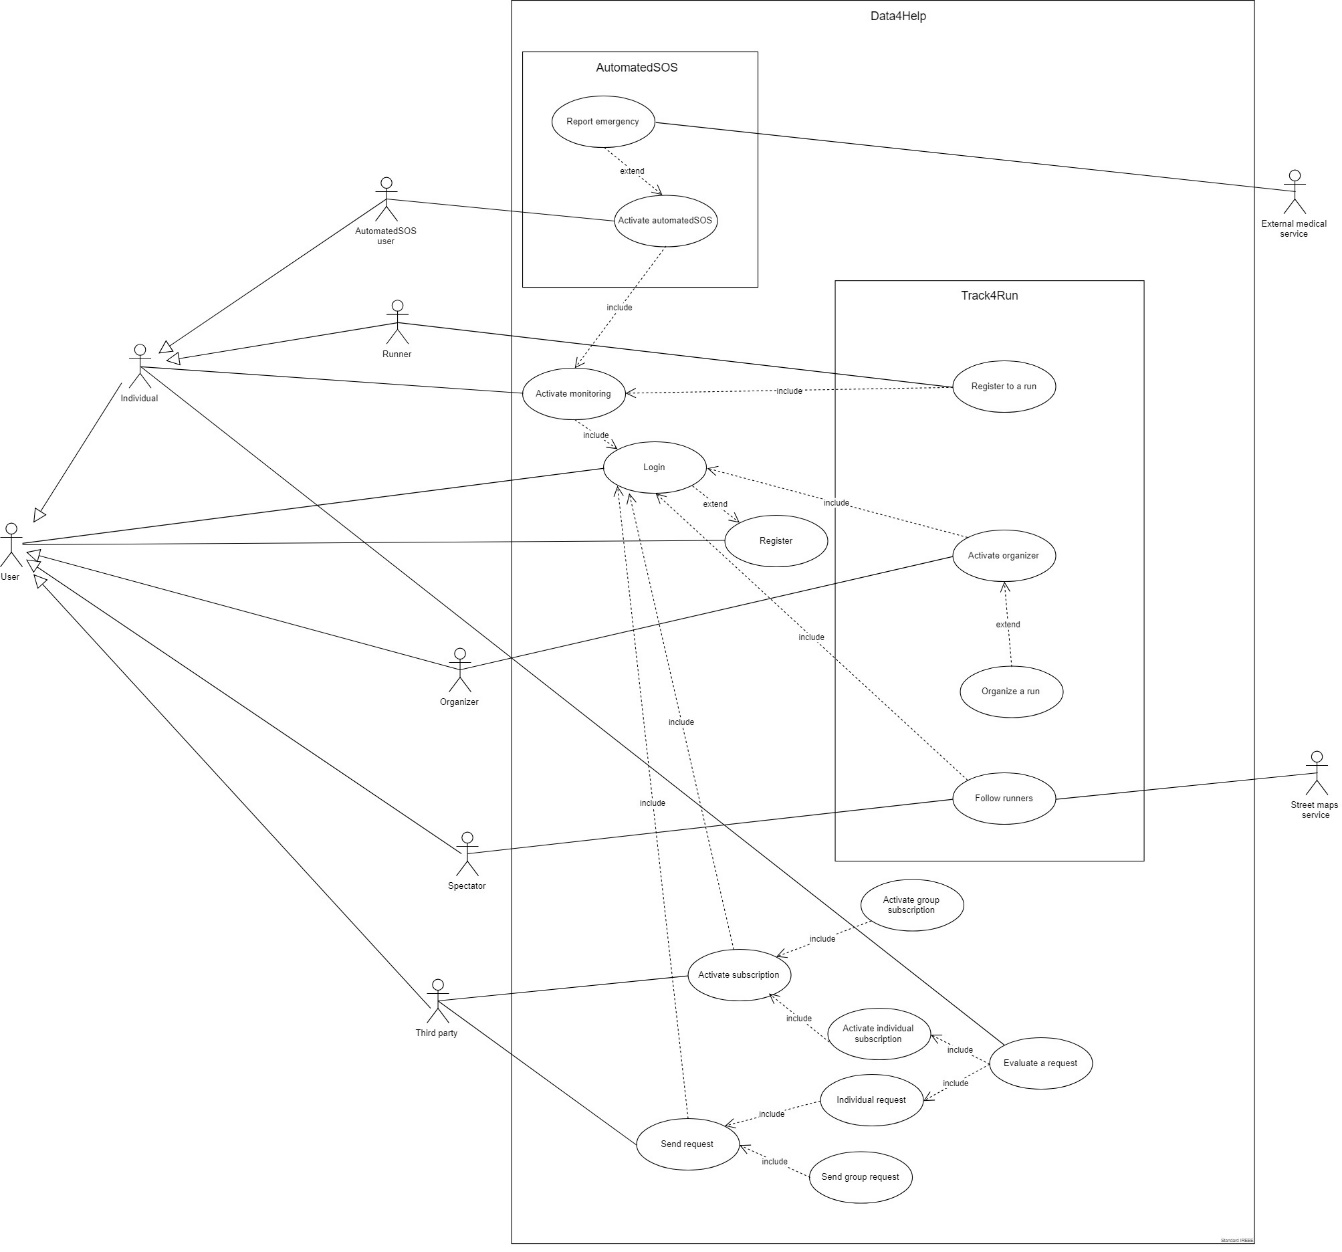 Data4Help
AutomatedSOS
Report emergency
extend
Activate automatedSOS
AutomatedSOS
user
External medical
service
include
Track4Run
Runner
Individual
Activate monitoring
include
Register to a run
include
Login
extend
include
Register
Activate organizer
User
extend
include
Organizer
Organize a run
include
include
Follow runners
Street maps
service
Spectator
Activate group
subscription
include
Activate subscription
include
Activate individual
subscription
Third party
include
Evaluate a request
include
Individual request
include
Send request
include
Send group request